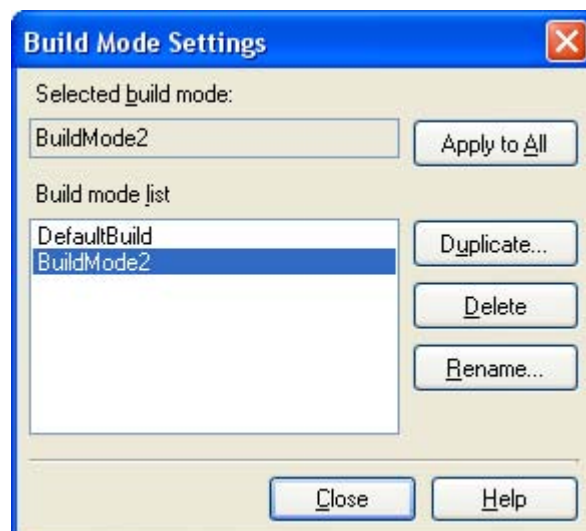 Build Mode Settings
Selected build mode:
BuildMode2
Apply to All
Build mode list
DefaultBuild
BuildMode2
Duplicate...
Delete
Rename...
Close
Help